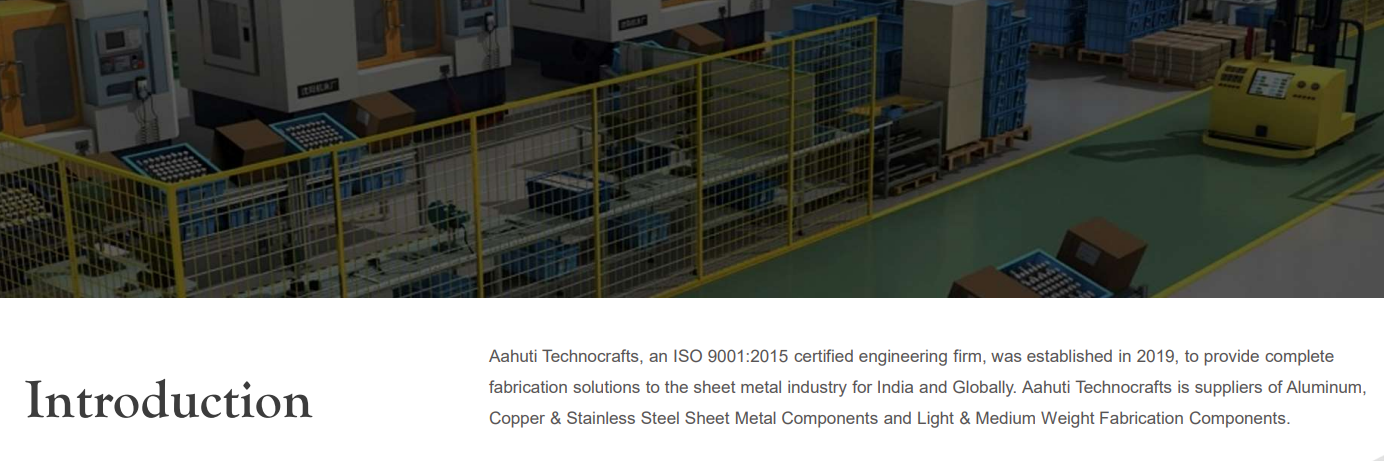 Introduction
Aahuti Technocrafts, an ISO 9001:2015 certified engineering firm, was established in 2019, to provide complete
fabrication solutions to the sheet metal industry for India and Globally. Aahuti Technocrafts is suppliers of Aluminum,
Copper & Stainless Steel Sheet Metal Components and Light & Medium Weight Fabrication Components.